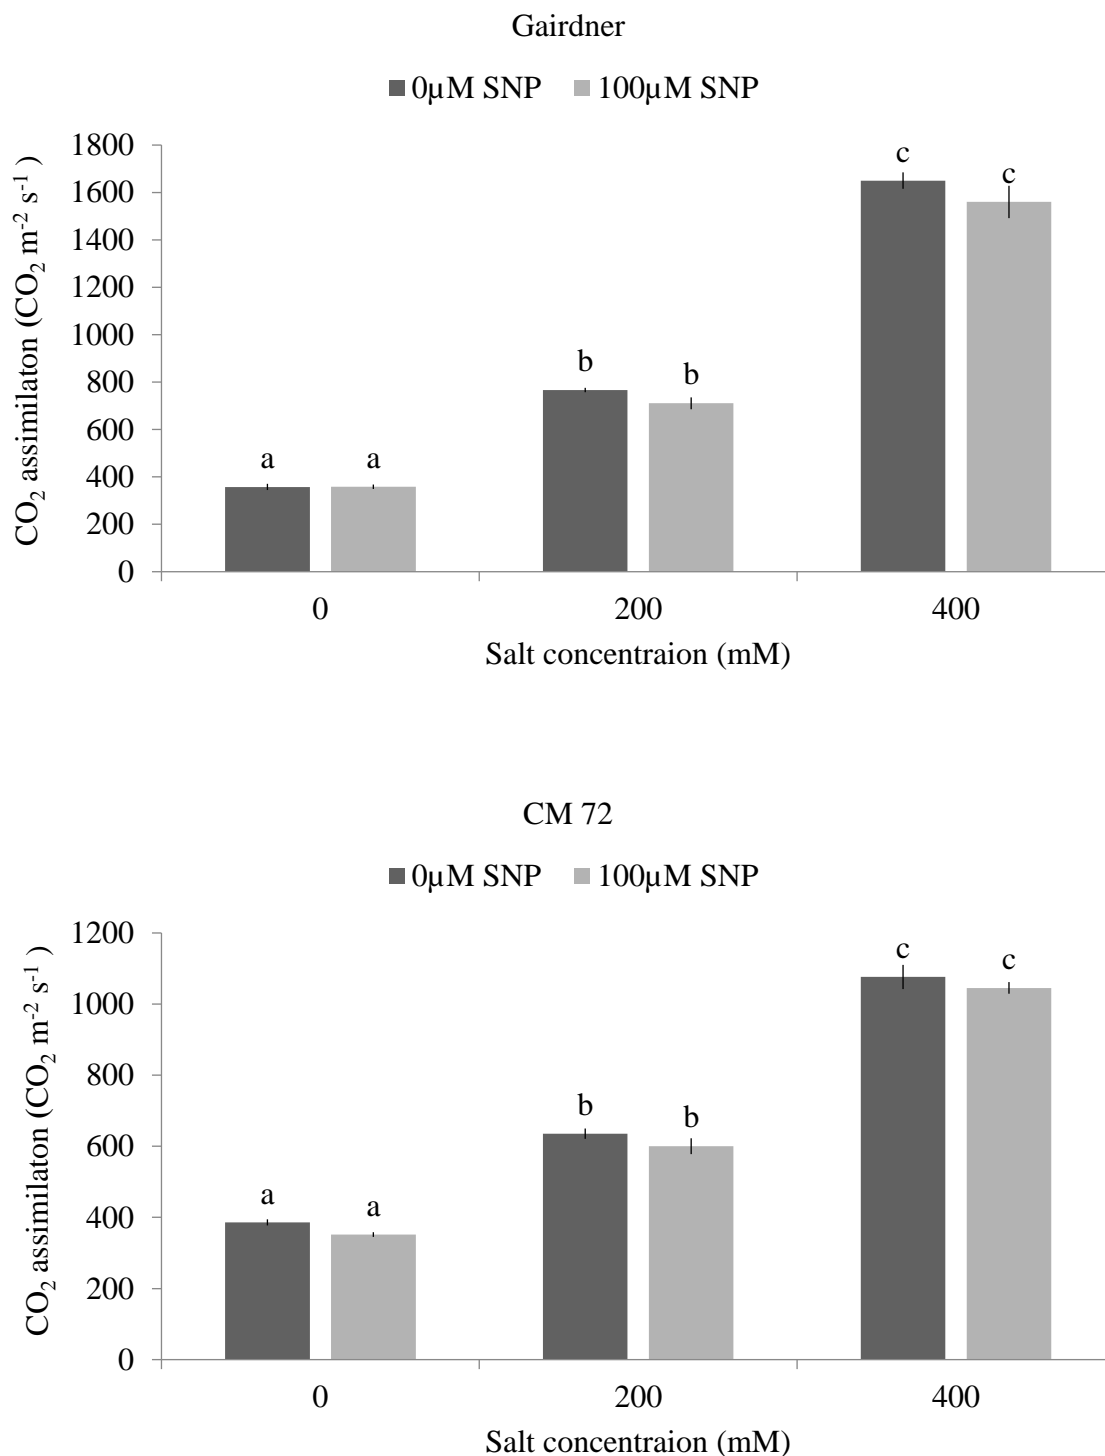 Gairdner
0µM SNP 100µM SNP
CO₂ assimilaton (CO₂ m⁻² s⁻¹ )
1800
1600
1400
1200
1000
800
600
400
200
0
a a b b c c
0 200 400
Salt concentraion (mM)
CM 72
0µM SNP 100µM SNP
CO₂ assimilaton (CO₂ m⁻² s⁻¹ )
1200
1000
800
600
400
200
0
a a b b c c
0 200 400
Salt concentraion (mM)